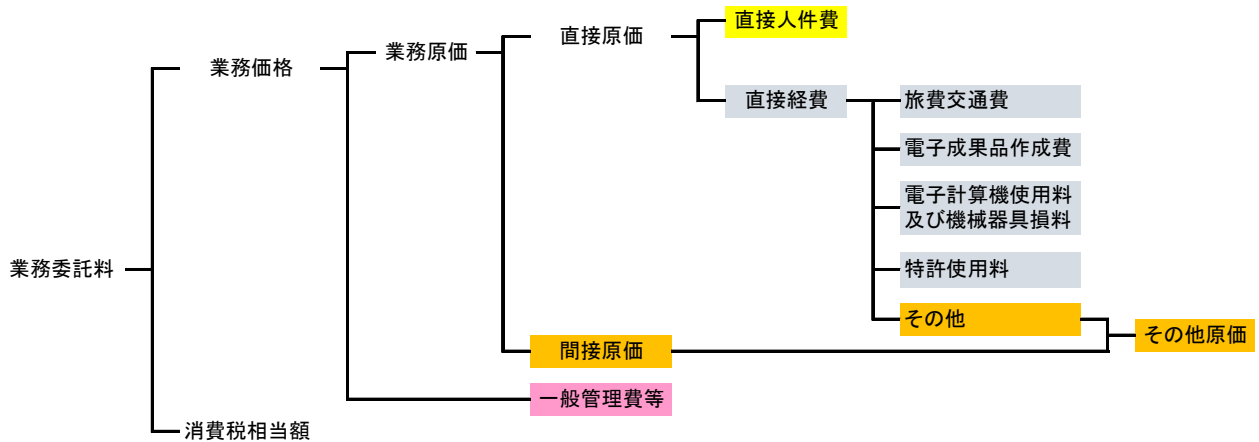 直接人件費
直接原価
業務原価
業務価格
直接経費
旅費交通費
電子成果品作成費
電子計算機使用料
及び機械器具損料
業務委託料
特許使用料
その他
その他原価
間接原価
一般管理費等
消費税相当額